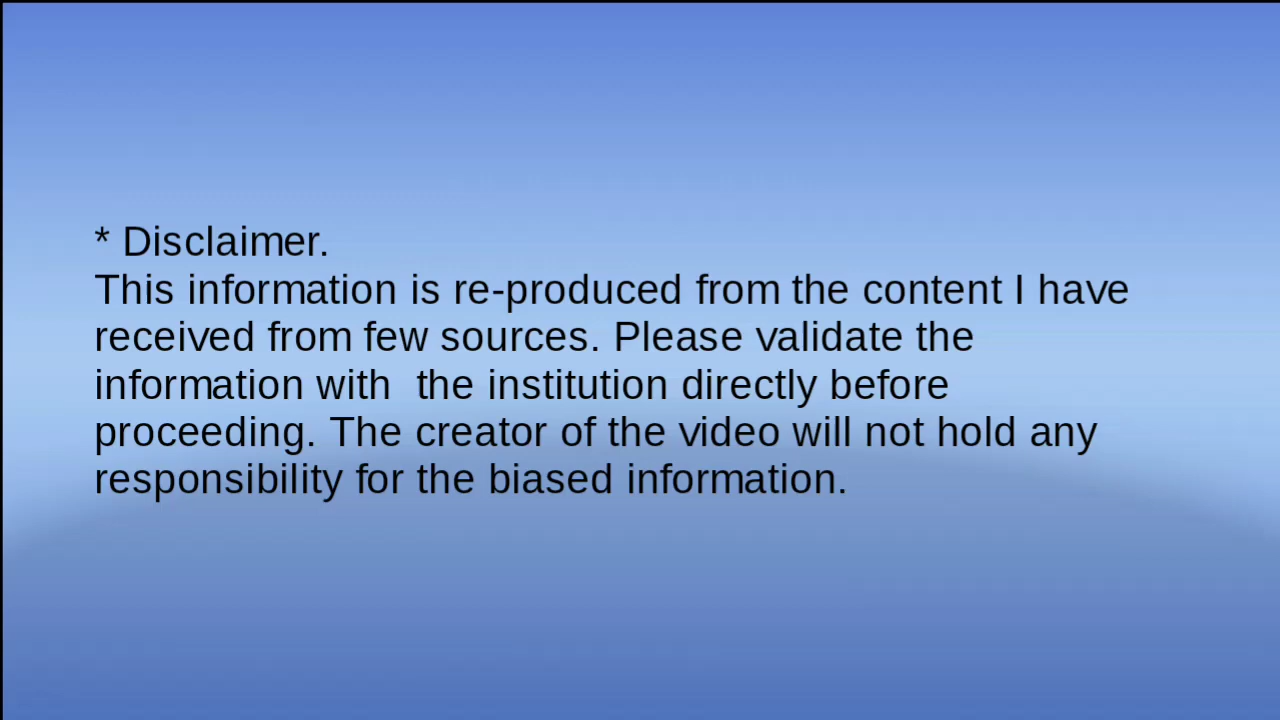 * Disclaimer.
This information is re-produced from the content I have
received from few sources. Please validate the
information with  the institution directly before
proceeding. The creator of the video will not hold any
responsibility for the biased information.